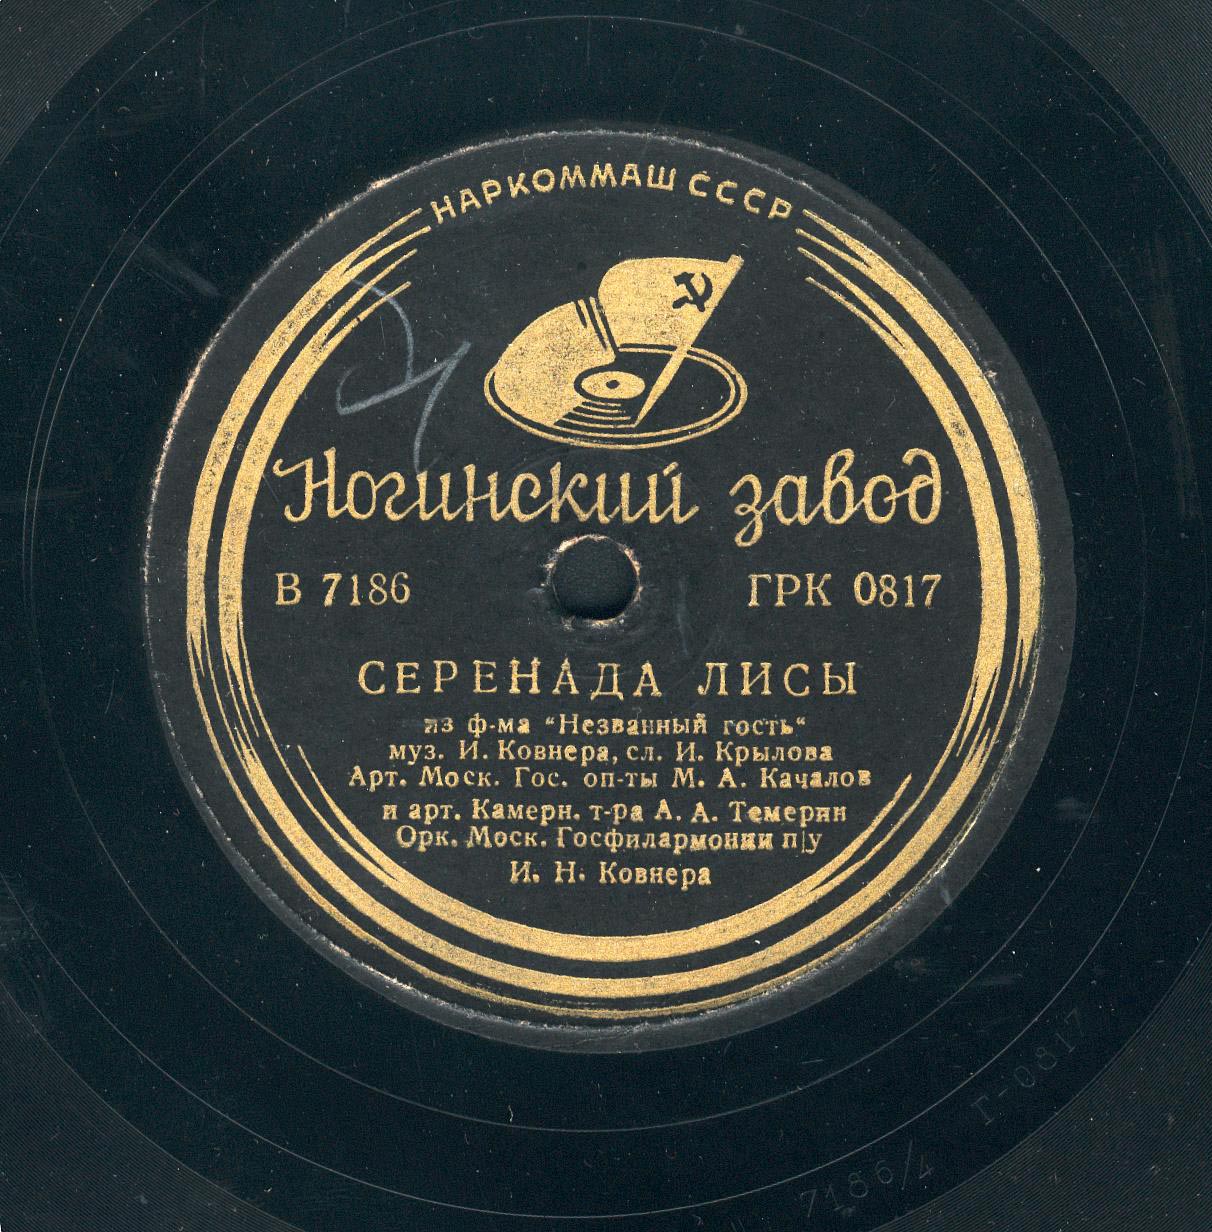 НАРКОММАШ СССР
Ногинский завод
В 7186 ГРК 0817
СЕРЕНАДА ЛИСЫ
из ф-ма "Незванный гость"
муз. И. Ковнера, сл. И. Крылова
Арт. Моск. Гос. оп-ты М. А. Качалов
и арт. Камерн. т-ра А. А. Темерин
Орк. Моск. Госфилармонии п/у
И. Н. Ковнера
7186/4 Г-0817